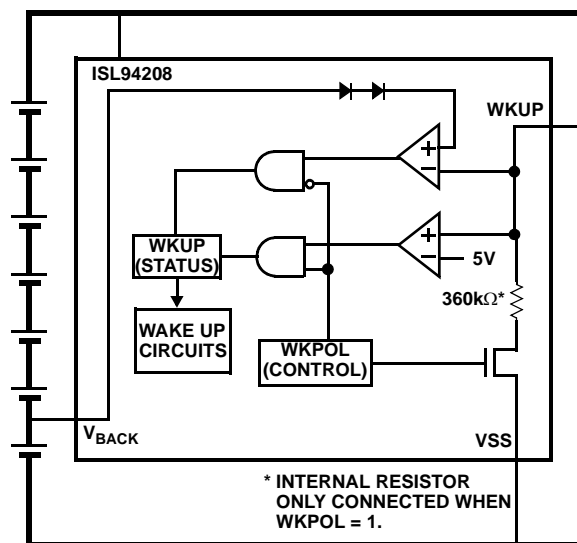 ISL94208
WKUP
+
−
WKUP
(STATUS)
+
−
5V
360kΩ*
WAKE UP
CIRCUITS
WKPOL
(CONTROL)
VBACK
VSS
* INTERNAL RESISTOR
ONLY CONNECTED WHEN
WKPOL = 1.